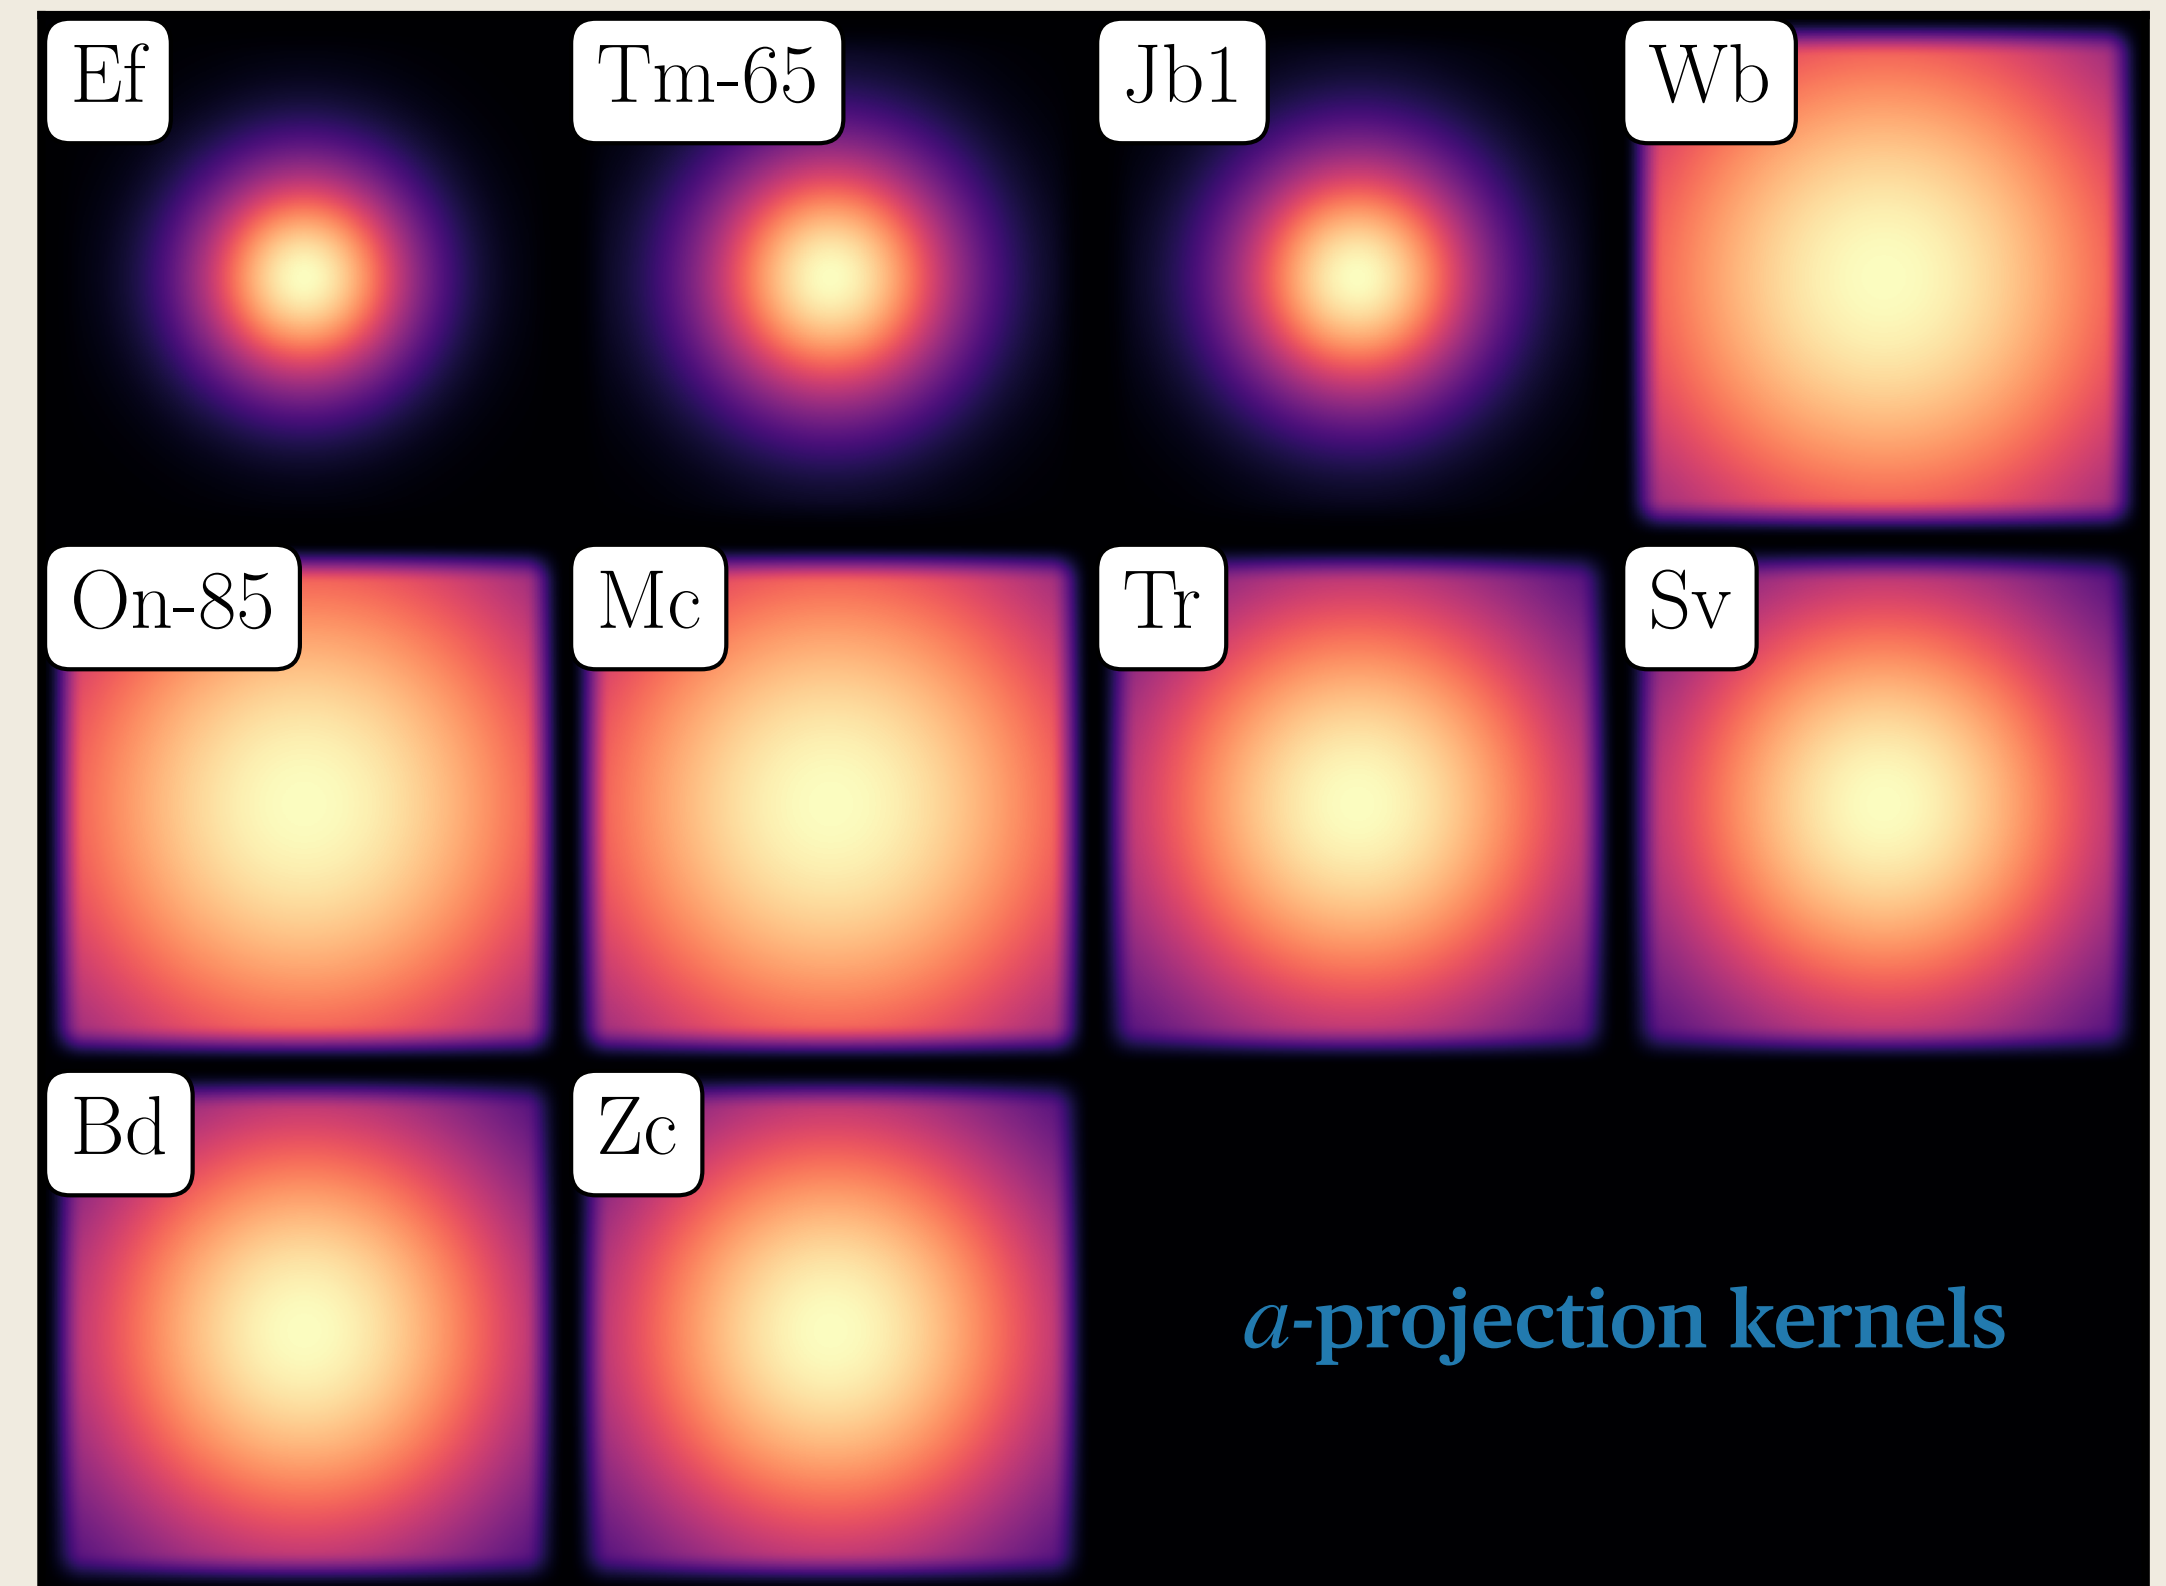 Ef
Tm-65
Jb1
Wb
On-85
Mc
Tr
Sv
Bd
Zc
a-projection kernels